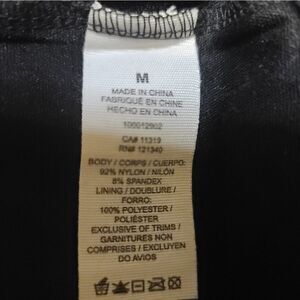 M
MADE IN CHINA
FABRIQUÉ EN CHINE
HECHO EN CHINA
100012902
CA# 11319
RN# 121340
BODY / CORPS / CUERPO:
92% NYLON / NILÓN
8% SPANDEX
LINING / DOUBLURE /
FORRO:
100% POLYESTER /
POLIÉSTER
EXCLUSIVE OF TRIMS /
GARNITURES NON
COMPRISES / EXCLUYEN
DO AVIOS